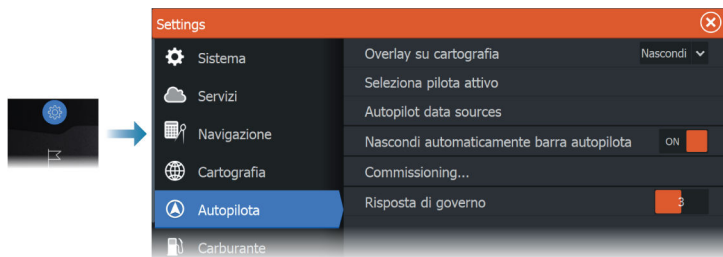 Settings
Sistema
Servizi
Navigazione
Cartografia
Autopilota
Carburante
Overlay su cartografia Nascondi
Seleziona pilota attivo
Autopilot data sources
Nascondi automaticamente barra autopilota ON
Commissioning...
Risposta di governo 3